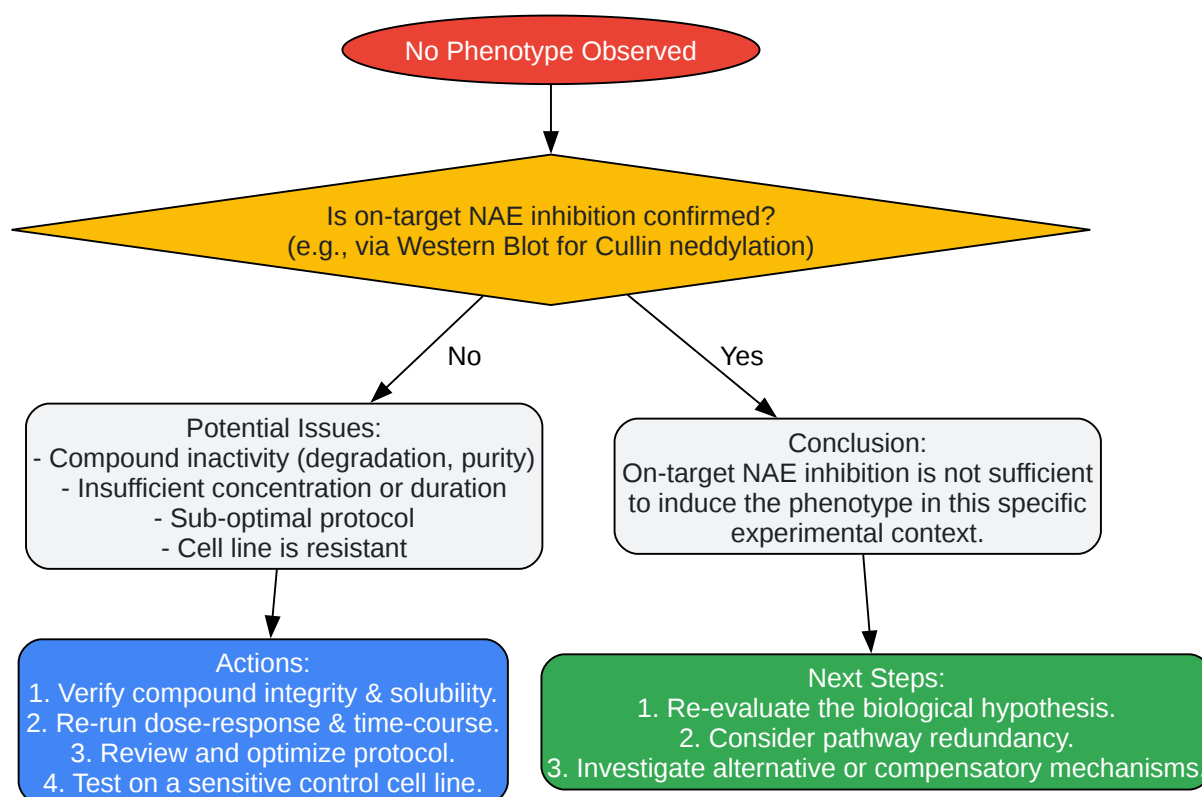 No Phenotype Observed
Is on-target NAE inhibition confirmed?
(e.g., via Western Blot for Cullin neddylation)
No
Yes
Potential Issues:
- Compound inactivity (degradation, purity)
- Insufficient concentration or duration
- Sub-optimal protocol
- Cell line is resistant
Conclusion:
On-target NAE inhibition is not sufficient
to induce the phenotype in this specific
experimental context.
Actions:
1. Verify compound integrity & solubility.
2. Re-run dose-response & time-course.
3. Review and optimize protocol.
4. Test on a sensitive control cell line.
Next Steps:
1. Re-evaluate the biological hypothesis.
2. Consider pathway redundancy.
3. Investigate alternative or compensatory mechanisms.